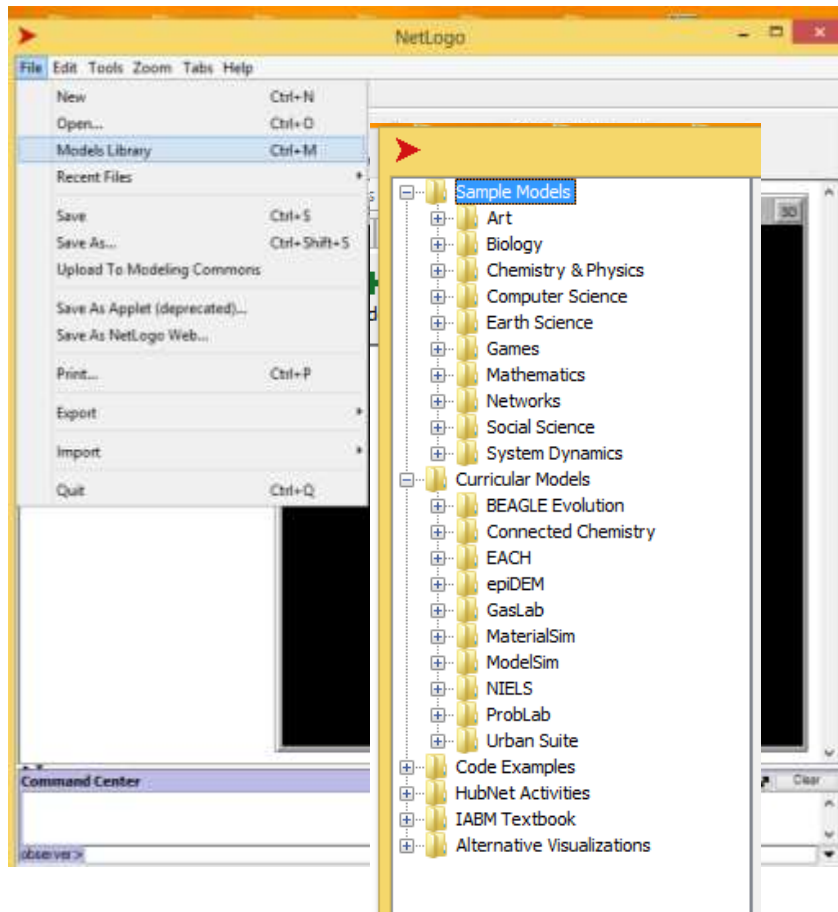 NetLogo
File Edit Tools Zoom Tabs Help
New Ctrl+N
Open... Ctrl+O
Models Library Ctrl+M
Recent Files
Save Ctrl+S
Save As... Ctrl+Shift+S
Upload To Modeling Commons
Save As Applet (deprecated)...
Save As NetLogo Web...
Print... Ctrl+P
Export
Import
Quit Ctrl+Q
3D
Command Center
Clear
observer>
Sample Models
Art
Biology
Chemistry & Physics
Computer Science
Earth Science
Games
Mathematics
Networks
Social Science
System Dynamics
Curricular Models
BEAGLE Evolution
Connected Chemistry
EACH
epiDEM
GasLab
MaterialSim
ModelSim
NIELS
ProbLab
Urban Suite
Code Examples
HubNet Activities
IABM Textbook
Alternative Visualizations